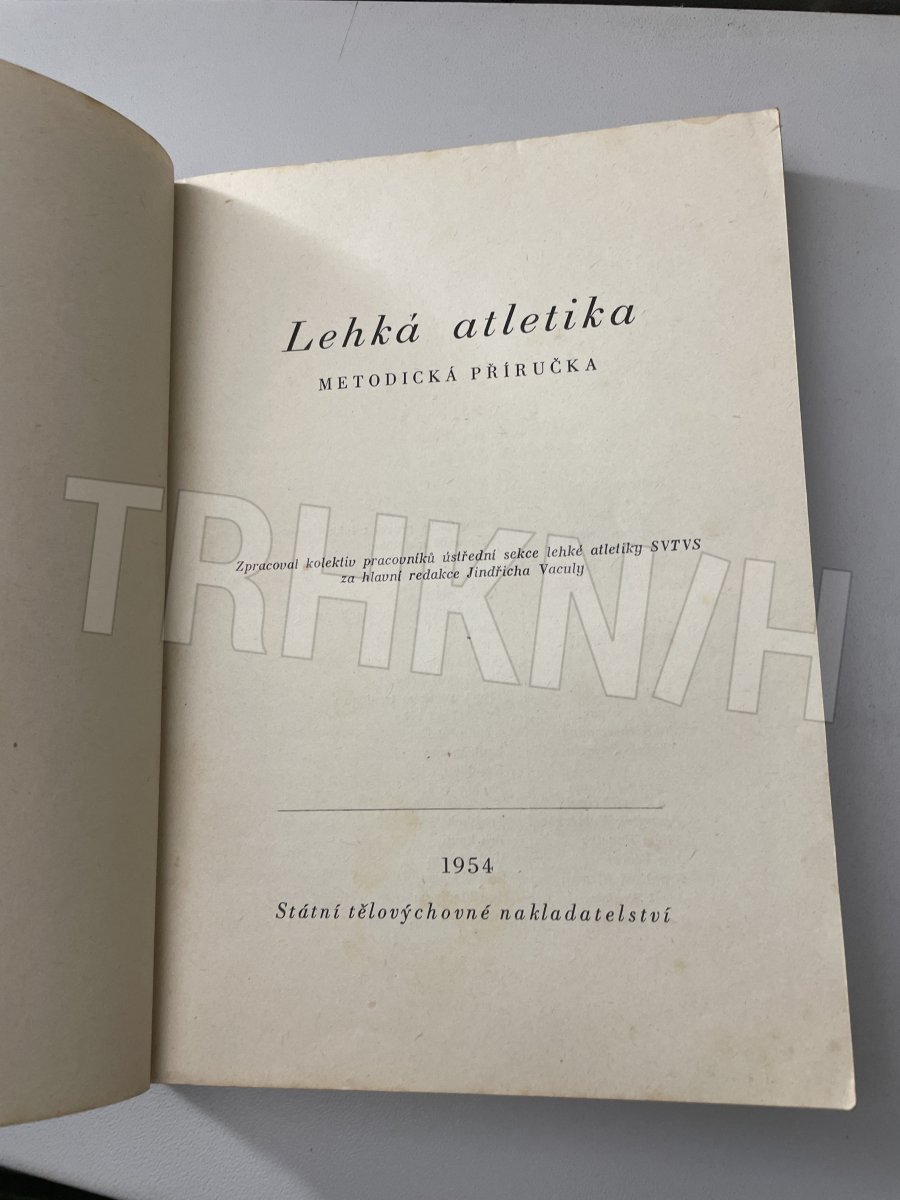 Lehká atletika
METODICKÁ PŘÍRUČKA
Zpracoval kolektiv pracovníků ústřední sekce lehké atletiky SVTVS
za hlavní redakce Jindřicha Vaculy
TRHKNIH
1954
Státní tělovýchovné nakladatelství